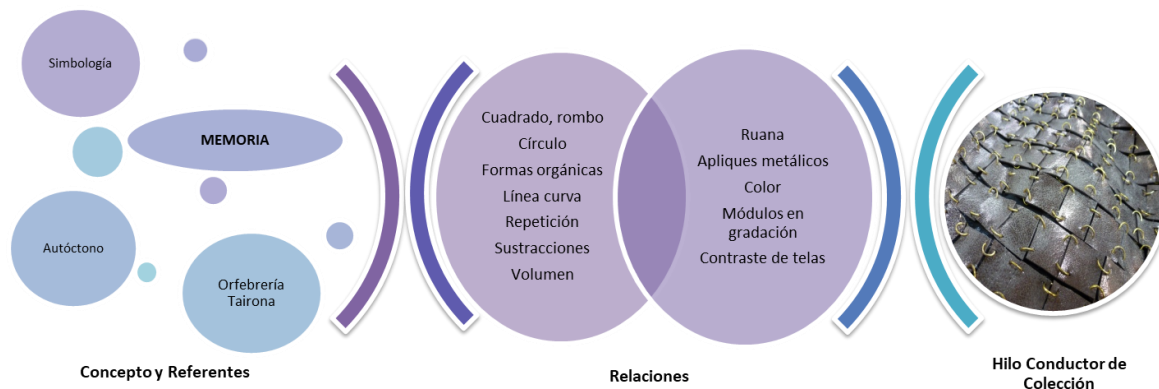 Simbología
MEMORIA
Autóctono
Orfebrería
Tairona
Concepto y Referentes
Cuadrado, rombo
Círculo
Formas orgánicas
Línea curva
Repetición
Sustracciones
Volumen
Ruana
Apliques metálicos
Color
Módulos en
gradación
Contraste de telas
Relaciones
Hilo Conductor de
Colección